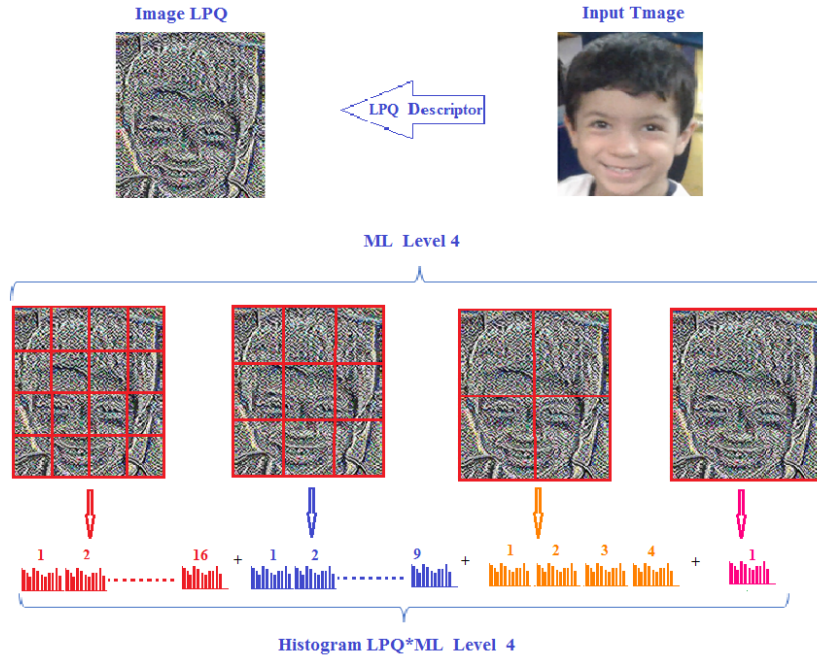 Image LPQ
Input Tmage
LPQ Descriptor
ML Level 4
1 2 16 + 1 2 9 + 1 2 3 4 + 1
Histogram LPQ*ML Level 4